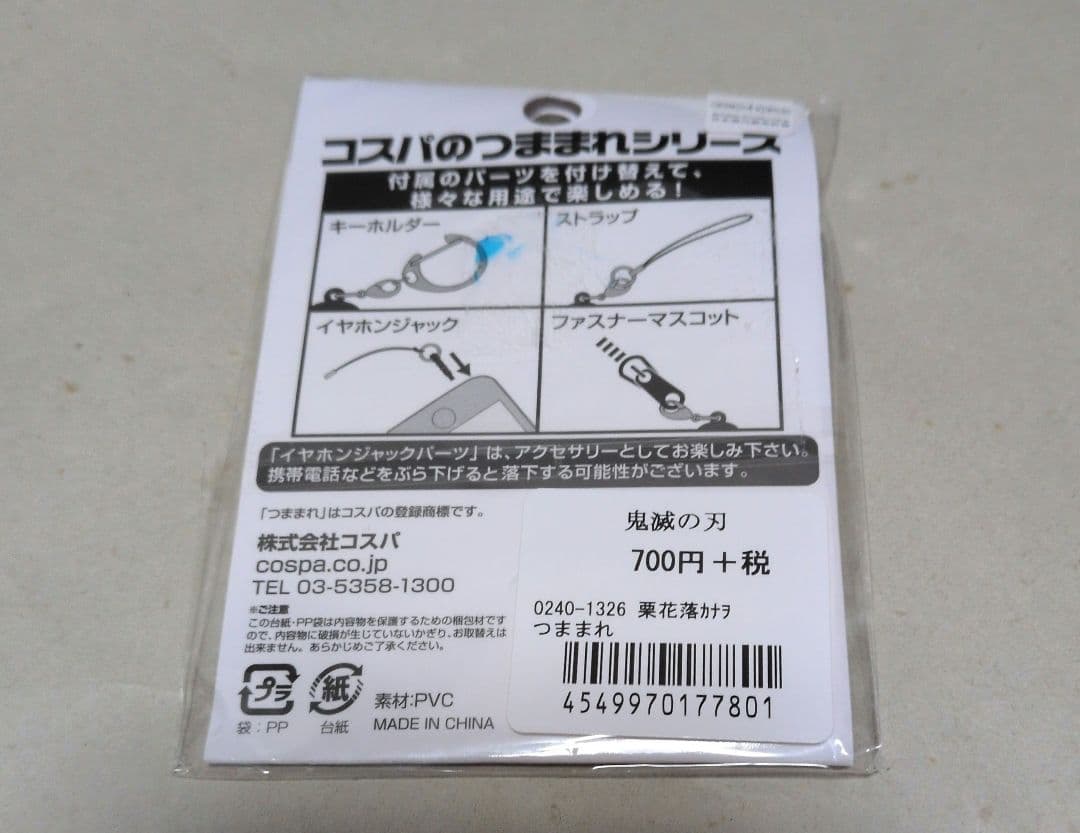 コスパのつままれシリーズ
付属のパーツを付け替えて、
様々な用途で楽しめる!
キーホルダー
ストラップ
イヤホンジャック
ファスナーマスコット
「イヤホンジャックパーツ」は、アクセサリーとしてお楽しみ下さい。
携帯電話などをぶら下げると落下する可能性がございます。
「つままれ」はコスパの登録商標です。
株式会社コスパ
cospa.co.jp
TEL 03-5358-1300
※ご注意
この台紙・PP袋は内容物を保護するための梱包材ですので、
ので、内容物に破損が生じていないかぎり、お取替えは
出来ません。あらかじめご了承ください。
プラ
紙
袋:PP
台紙
素材:PVC
MADE IN CHINA
鬼滅の刃
700円+税
0240-1326 栗花落カナヲ
つままれ
4549970177801